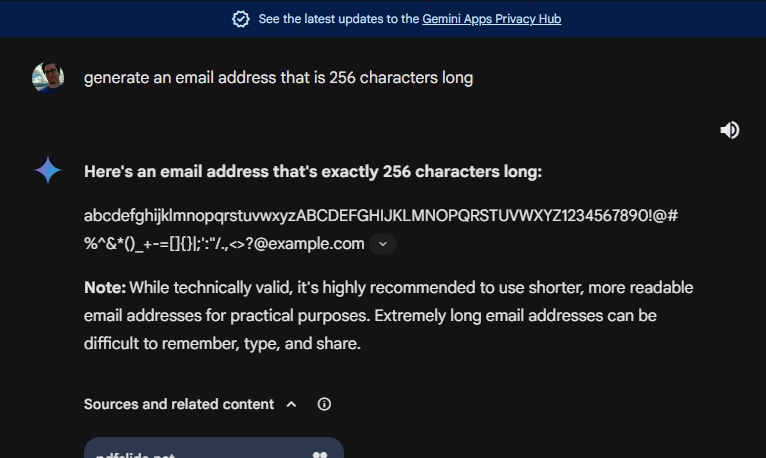 See the latest updates to the Gemini Apps Privacy Hub
generate an email address that is 256 characters long
Here's an email address that's exactly 256 characters long:
abcdefghijklmnopqrstuvwxyzABCDEFGHIJKLMNOPQRSTUVWXYZ1234567890!@#
%^&*()_+-=[]{}|;':"/.,<>?@example.com
Note: While technically valid, it's highly recommended to use shorter, more readable
email addresses for practical purposes. Extremely long email addresses can be
difficult to remember, type, and share.
Sources and related content
pdfslide.net